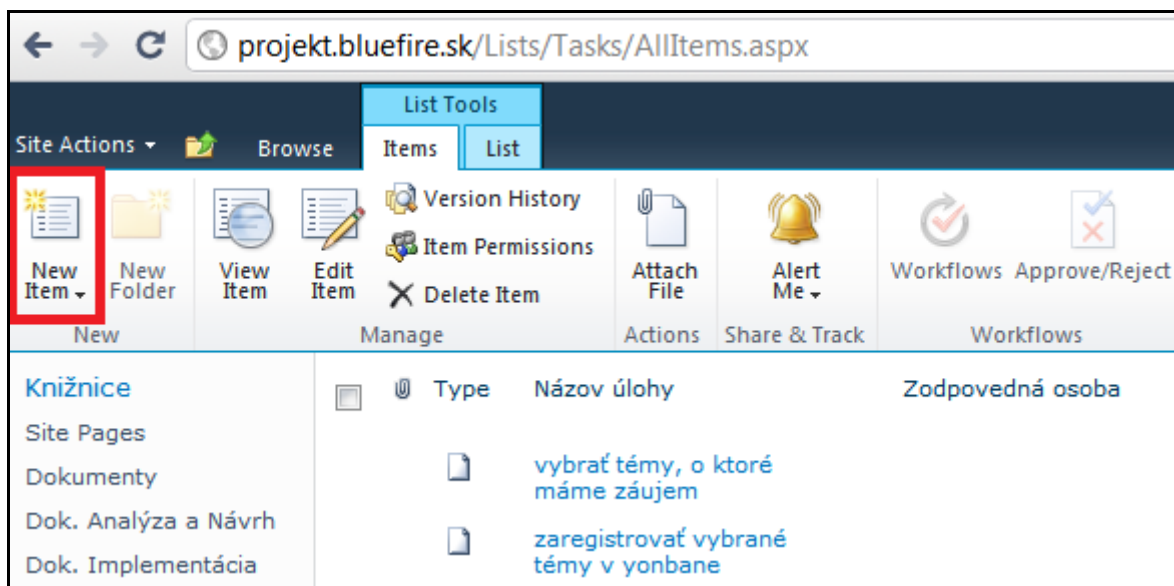 projekt.bluefire.sk/Lists/Tasks/AllItems.aspx
List Tools
Site Actions Browse Items List
New Item
New Folder
View Item
Edit Item
Version History
Item Permissions
Delete Item
Attach File
Alert Me
Workflows
Approve/Reject
New Manage Actions Share & Track Workflows
Knižnice
Site Pages
Dokumenty
Dok. Analýza a Návrh
Dok. Implementácia
Type Názov úlohy Zodpovedná osoba
vybrať témy, o ktoré
máme záujem
zaregistrovať vybrané
témy v yonbane